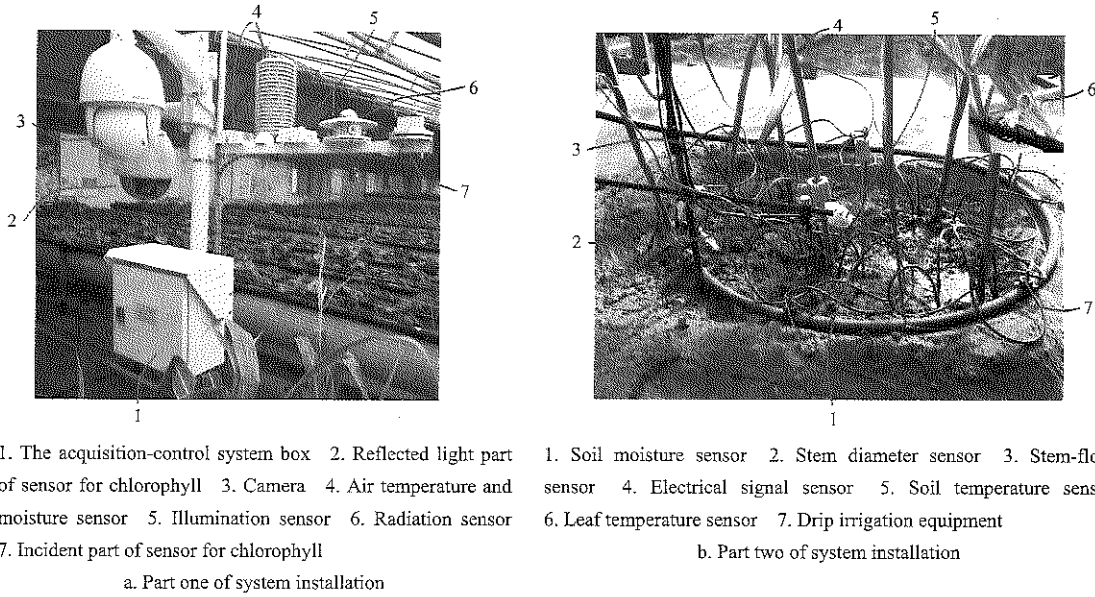 4
5
6
3
7
2
1
1. The acquisition-control system box 2. Reflected light part
of sensor for chlorophyll 3. Camera 4. Air temperature and
moisture sensor 5. Illumination sensor 6. Radiation sensor
7. Incident part of sensor for chlorophyll
a. Part one of system installation
4
5
6
3
2
7
1
1. Soil moisture sensor 2. Stem diameter sensor 3. Stem-flo
sensor 4. Electrical signal sensor 5. Soil temperature sens
6. Leaf temperature sensor 7. Drip irrigation equipment
b. Part two of system installation